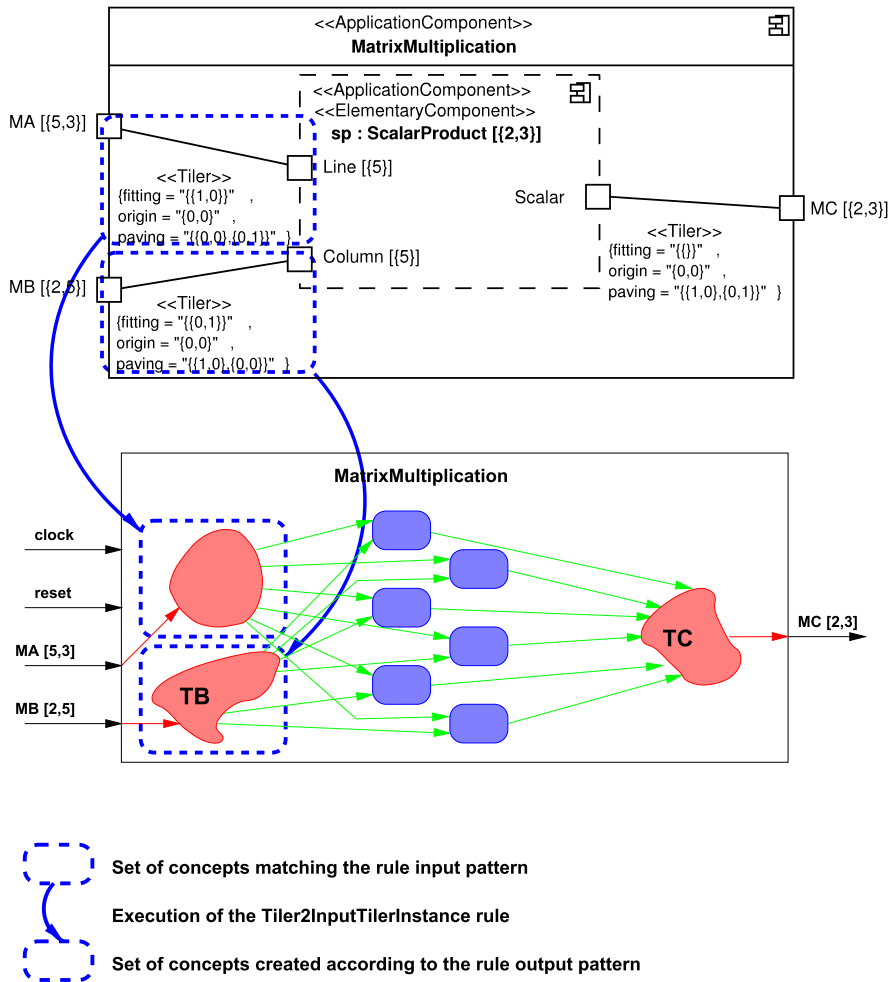 <<ApplicationComponent>>
MatrixMultiplication
<<ApplicationComponent>>
<<ElementaryComponent>>
sp : ScalarProduct [{2,3}]
MA [{5,3}]
Line [{5}]
<<Tiler>>
{fitting = "{{1,0}}" ,
origin = "{0,0}" ,
paving = "{{0,0},{0,1}}" }
Scalar
MC [{2,3}]
<<Tiler>>
{fitting = "{{}}" ,
origin = "{0,0}" ,
paving = "{{1,0},{0,1}}" }
Column [{5}]
MB [{2,5}]
<<Tiler>>
{fitting = "{{0,1}}" ,
origin = "{0,0}" ,
paving = "{{1,0},{0,0}}" }
MatrixMultiplication
clock
reset
MA [5,3]
MB [2,5]
TB
TC
MC [2,3]
Set of concepts matching the rule input pattern
Execution of the Tiler2InputTilerInstance rule
Set of concepts created according to the rule output pattern